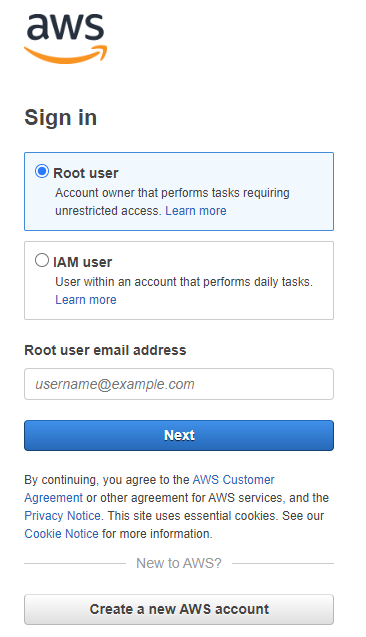 aws
Sign in
Root user
Account owner that performs tasks requiring
unrestricted access. Learn more
IAM user
User within an account that performs daily tasks.
Learn more
Root user email address
username@example.com
Next
By continuing, you agree to the AWS Customer
Agreement or other agreement for AWS services, and the
Privacy Notice. This site uses essential cookies. See our
Cookie Notice for more information.
New to AWS?
Create a new AWS account